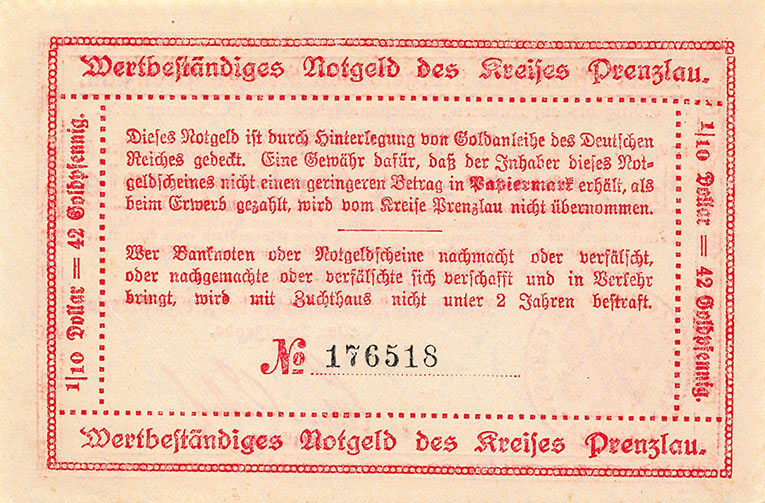 Wertbeständiges Notgeld des Kreises Prenzlau.
1/10 Dollar = 42 Goldpfennig.
Dieses Notgeld ist durch Hinterlegung von Goldanleihe des Deutschen
Reiches gedeckt. Eine Gewähr dafür, daß der Inhaber dieses Not-
geldscheines nicht einen geringeren Betrag in Papiermark erhält, als
beim Erwerb gezahlt, wird vom Kreise Prenzlau nicht übernommen.
Wer Banknoten oder Notgeldscheine nachmacht oder verfälscht,
oder nachgemachte oder verfälschte sich verschafft und in Verkehr
bringt, wird mit Zuchthaus nicht unter 2 Jahren bestraft.
No 176518
1/10 Dollar = 42 Goldpfennig.
Wertbeständiges Notgeld des Kreises Prenzlau.